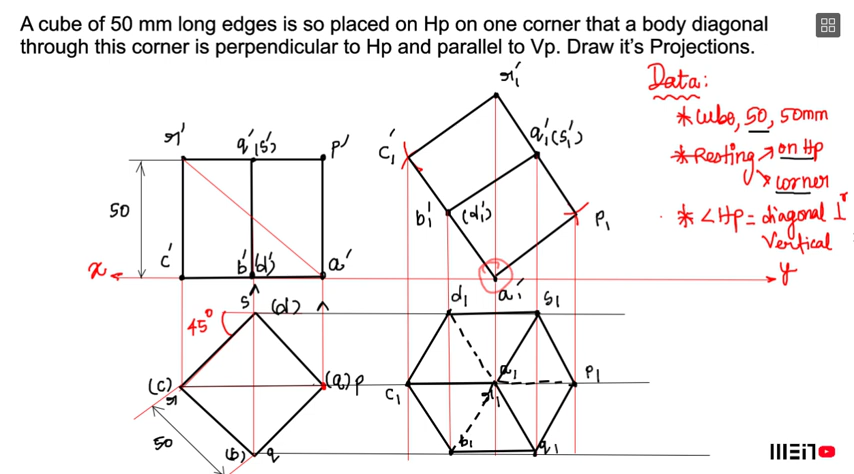 A cube of 50 mm long edges is so placed on Hp on one corner that a body diagonal
through this corner is perpendicular to Hp and parallel to Vp. Draw it's Projections.
Data:
* Cube, 50, 50mm
* Resting → on Hp
→ corner
* ∠Hp = diagonal ⊥r
Vertical
r'
q'(s')
p'
50
c'
b'(d')
a'
x
r1'
c1'
a1'(s1')
b1'
(d1')
p1
a1'
y
s
(d)
45°
(c)
r
(a) p
50
(b)
q
d1
s1
c1
a1
r1
p1
b1
q1